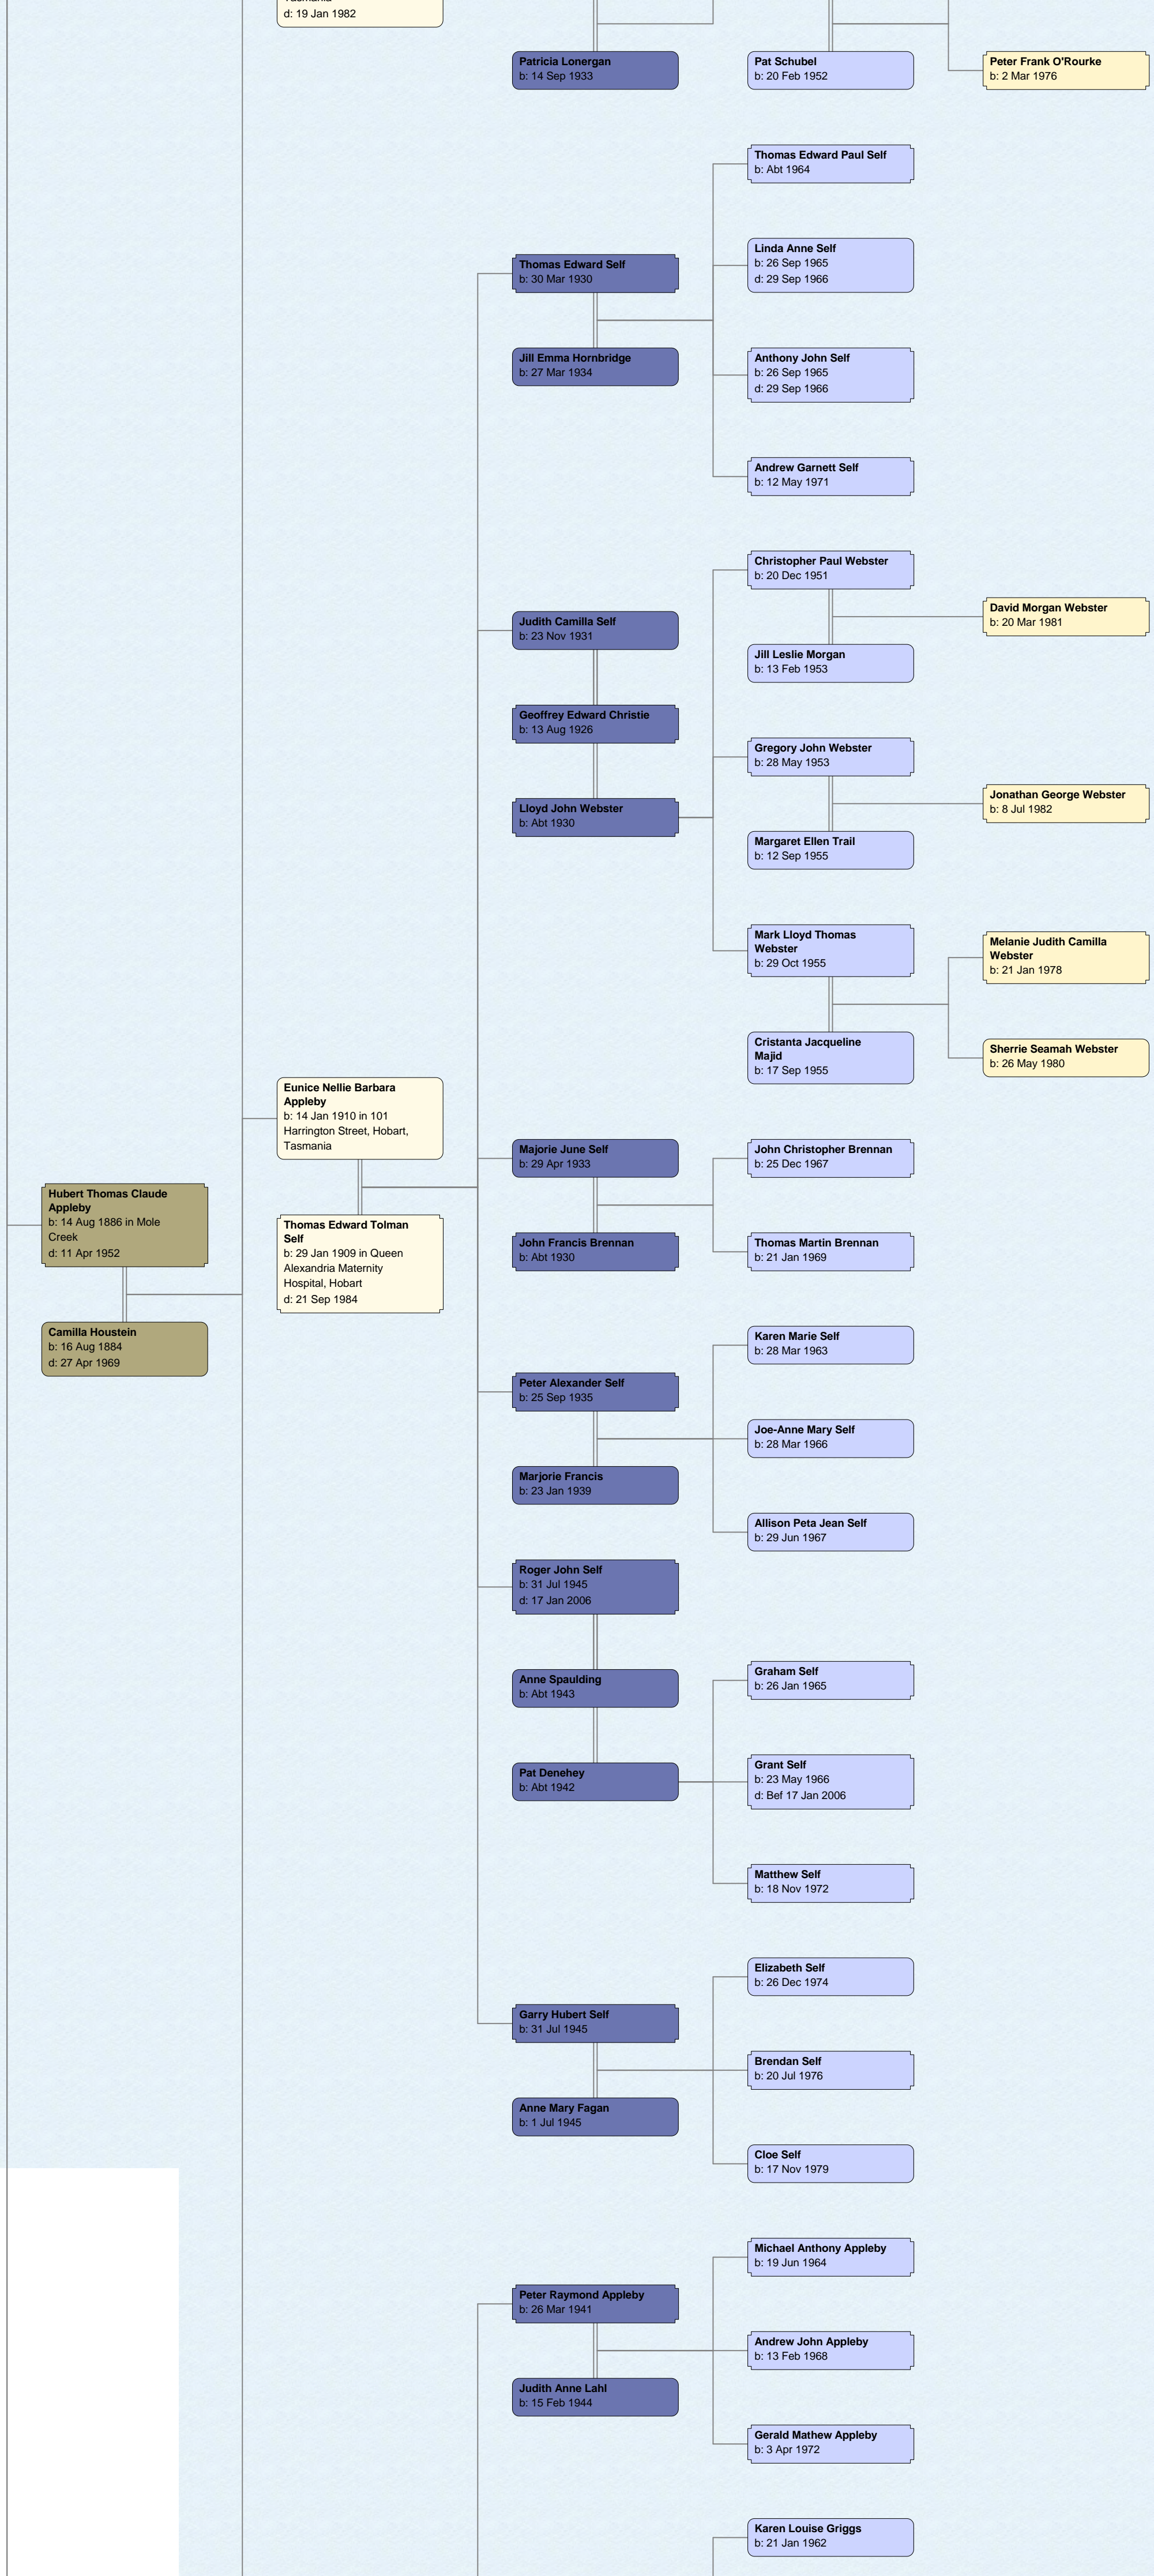 Tasmania
d: 19 Jan 1982
Patricia Lonergan
b: 14 Sep 1933
Pat Schubel
b: 20 Feb 1952
Peter Frank O'Rourke
b: 2 Mar 1976
Thomas Edward Paul Self
b: Abt 1964
Linda Anne Self
b: 26 Sep 1965
d: 29 Sep 1966
Thomas Edward Self
b: 30 Mar 1930
Jill Emma Hornbridge
b: 27 Mar 1934
Anthony John Self
b: 26 Sep 1965
d: 29 Sep 1966
Andrew Garnett Self
b: 12 May 1971
Christopher Paul Webster
b: 20 Dec 1951
David Morgan Webster
b: 20 Mar 1981
Judith Camilla Self
b: 23 Nov 1931
Jill Leslie Morgan
b: 13 Feb 1953
Geoffrey Edward Christie
b: 13 Aug 1926
Gregory John Webster
b: 28 May 1953
Jonathan George Webster
b: 8 Jul 1982
Lloyd John Webster
b: Abt 1930
Margaret Ellen Trail
b: 12 Sep 1955
Mark Lloyd Thomas
Webster
b: 29 Oct 1955
Melanie Judith Camilla
Webster
b: 21 Jan 1978
Cristanta Jacqueline
Majid
b: 17 Sep 1955
Sherrie Seamah Webster
b: 26 May 1980
Eunice Nellie Barbara
Appleby
b: 14 Jan 1910 in 101
Harrington Street, Hobart,
Tasmania
Majorie June Self
b: 29 Apr 1933
John Christopher Brennan
b: 25 Dec 1967
Hubert Thomas Claude
Appleby
b: 14 Aug 1886 in Mole
Creek
d: 11 Apr 1952
Thomas Edward Tolman
Self
b: 29 Jan 1909 in Queen
Alexandria Maternity
Hospital, Hobart
d: 21 Sep 1984
John Francis Brennan
b: Abt 1930
Thomas Martin Brennan
b: 21 Jan 1969
Camilla Houstein
b: 16 Aug 1884
d: 27 Apr 1969
Karen Marie Self
b: 28 Mar 1963
Peter Alexander Self
b: 25 Sep 1935
Joe-Anne Mary Self
b: 28 Mar 1966
Marjorie Francis
b: 23 Jan 1939
Allison Peta Jean Self
b: 29 Jun 1967
Roger John Self
b: 31 Jul 1945
d: 17 Jan 2006
Anne Spaulding
b: Abt 1943
Graham Self
b: 26 Jan 1965
Pat Denehey
b: Abt 1942
Grant Self
b: 23 May 1966
d: Bef 17 Jan 2006
Matthew Self
b: 18 Nov 1972
Elizabeth Self
b: 26 Dec 1974
Garry Hubert Self
b: 31 Jul 1945
Brendan Self
b: 20 Jul 1976
Anne Mary Fagan
b: 1 Jul 1945
Cloe Self
b: 17 Nov 1979
Michael Anthony Appleby
b: 19 Jun 1964
Peter Raymond Appleby
b: 26 Mar 1941
Andrew John Appleby
b: 13 Feb 1968
Judith Anne Lahl
b: 15 Feb 1944
Gerald Mathew Appleby
b: 3 Apr 1972
Karen Louise Griggs
b: 21 Jan 1962